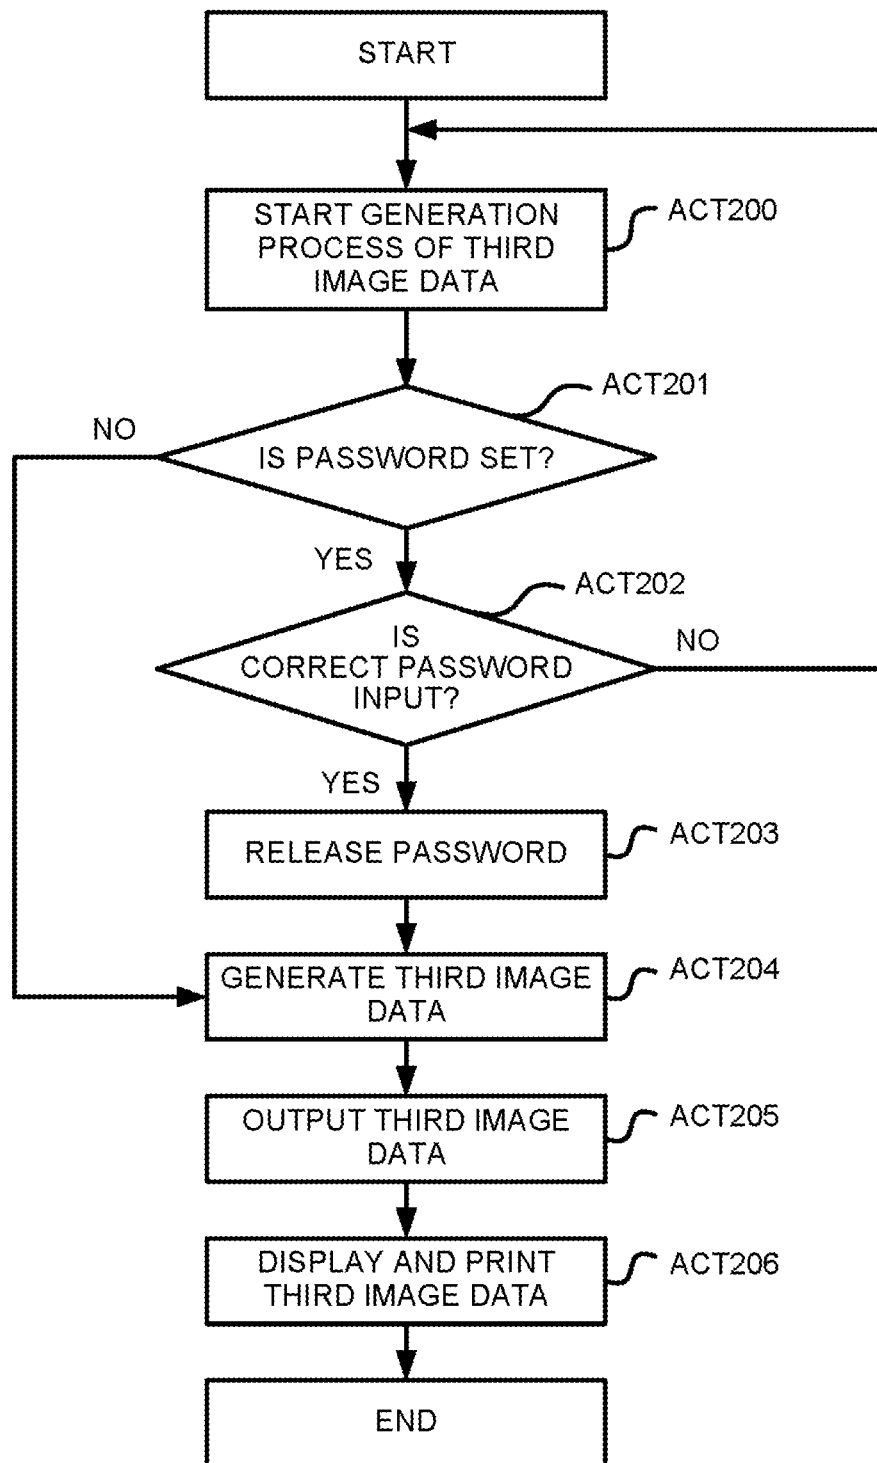 START
START GENERATION
PROCESS OF THIRD
IMAGE DATA
ACT200
ACT201
NO
IS PASSWORD SET?
YES
ACT202
IS
CORRECT PASSWORD
INPUT?
NO
YES
RELEASE PASSWORD
ACT203
GENERATE THIRD IMAGE
DATA
ACT204
OUTPUT THIRD IMAGE
DATA
ACT205
DISPLAY AND PRINT
THIRD IMAGE DATA
ACT206
END